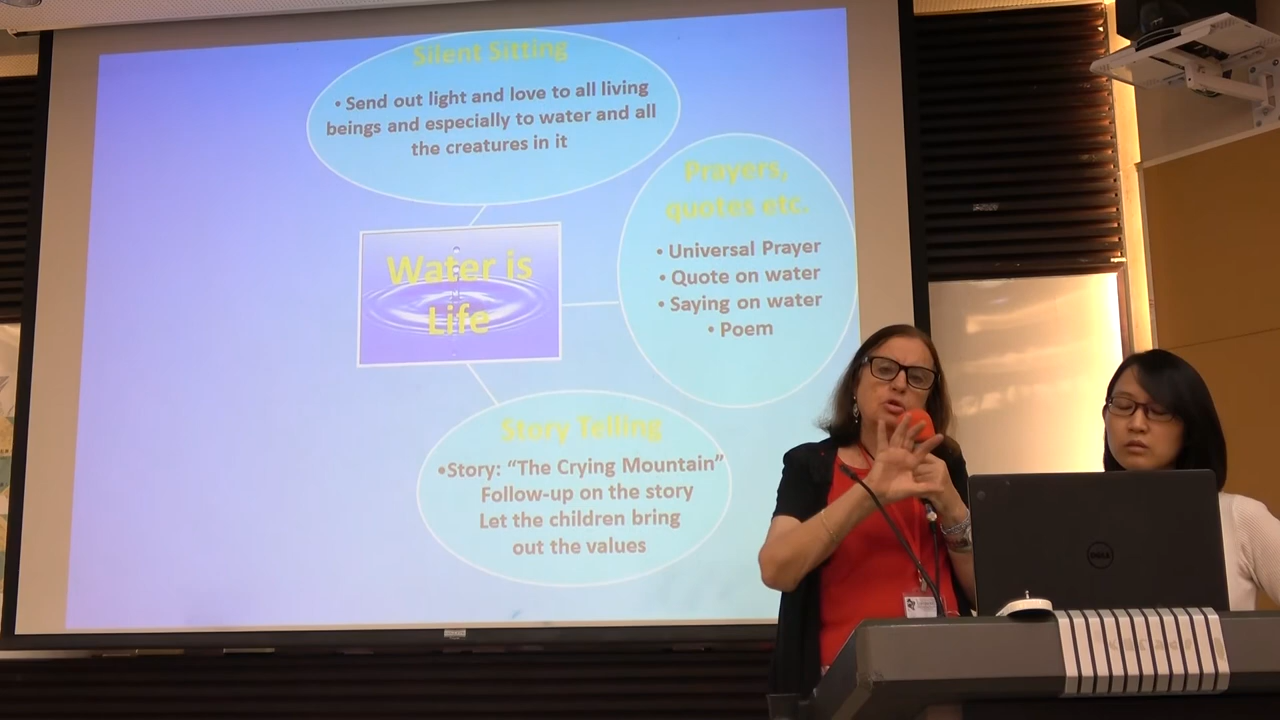 Silent Sitting
• Send out light and love to all living
beings and especially to water and all
the creatures in it
Prayers,
quotes etc.
• Universal Prayer
• Quote on water
• Saying on water
• Poem
Water is
Life
Story Telling
•Story: “The Crying Mountain”
Follow-up on the story
Let the children bring
out the values
DELL